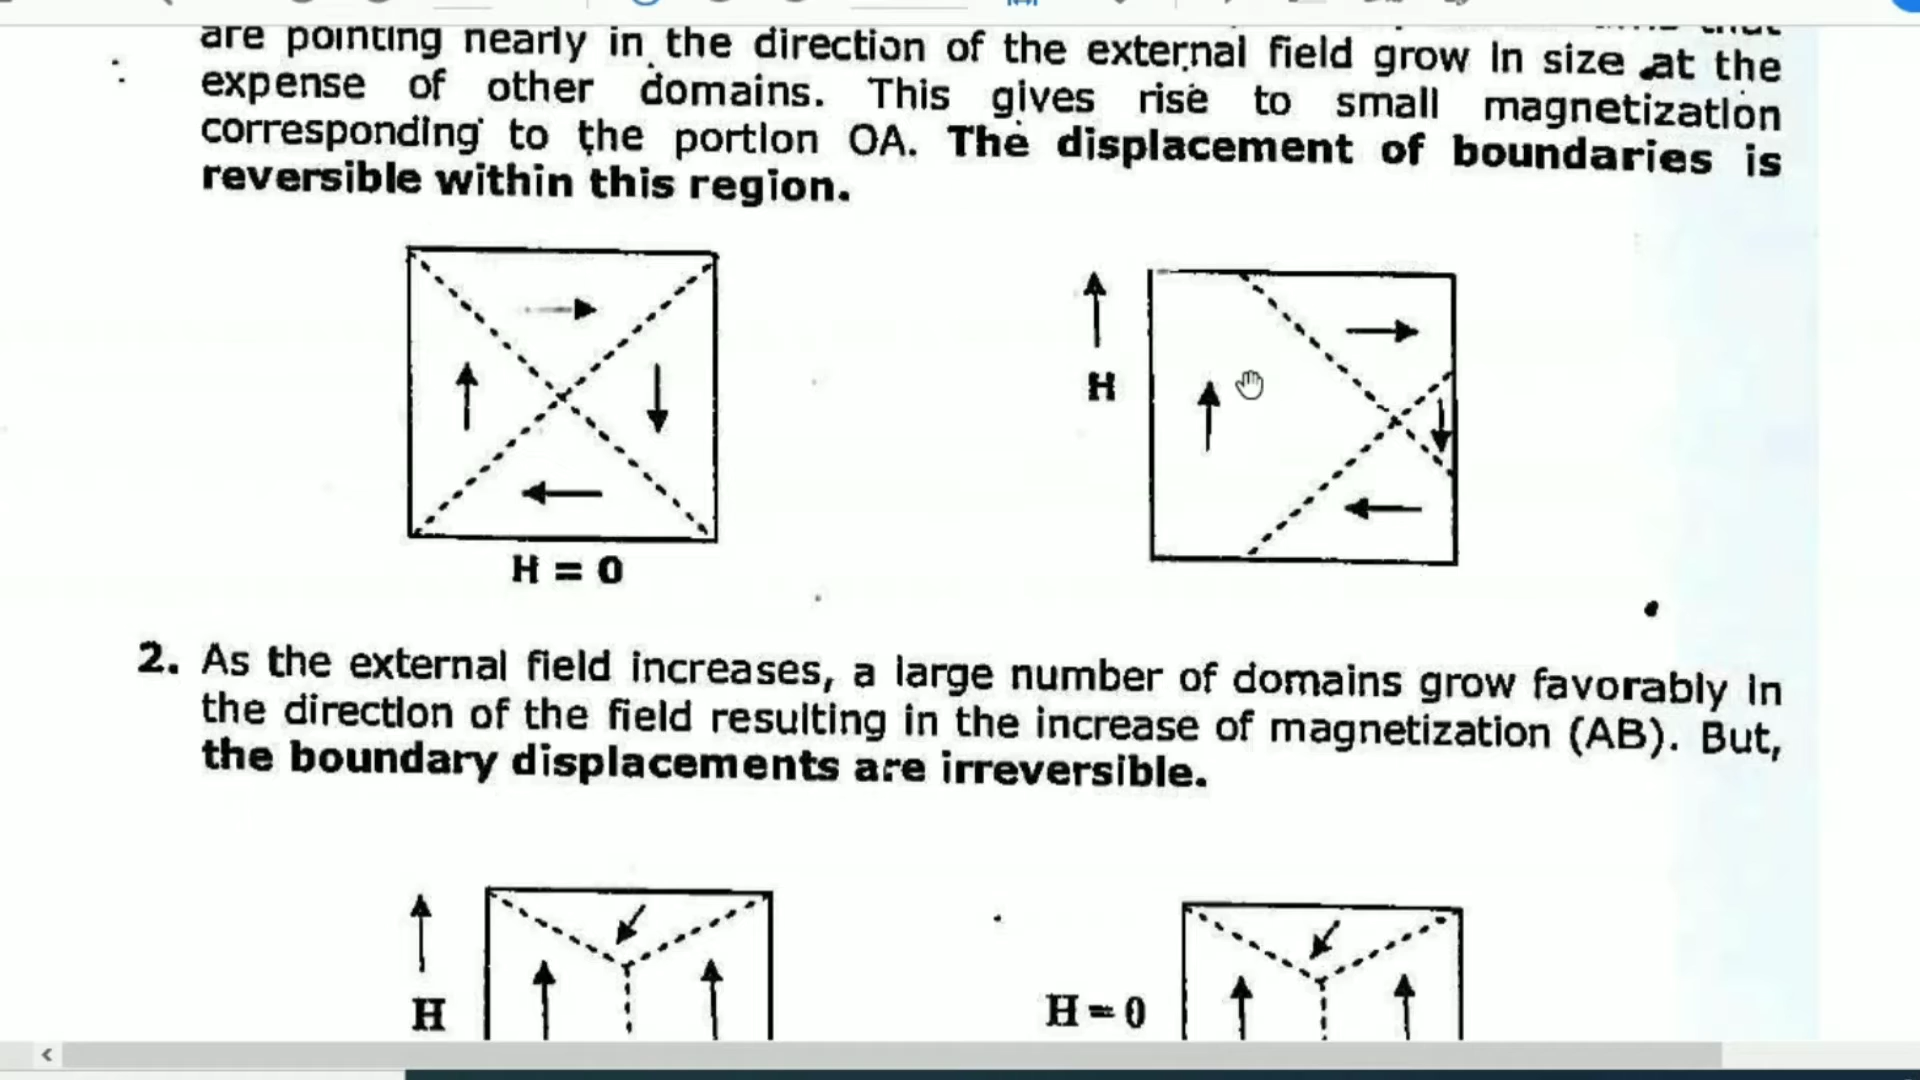 are pointing nearly in the direction of the external field grow in size at the
expense of other domains. This gives rise to small magnetization
corresponding to the portion OA. The displacement of boundaries is
reversible within this region.
H
H = 0
2. As the external field increases, a large number of domains grow favorably in
the direction of the field resulting in the increase of magnetization (AB). But,
the boundary displacements are irreversible.
H
H = 0